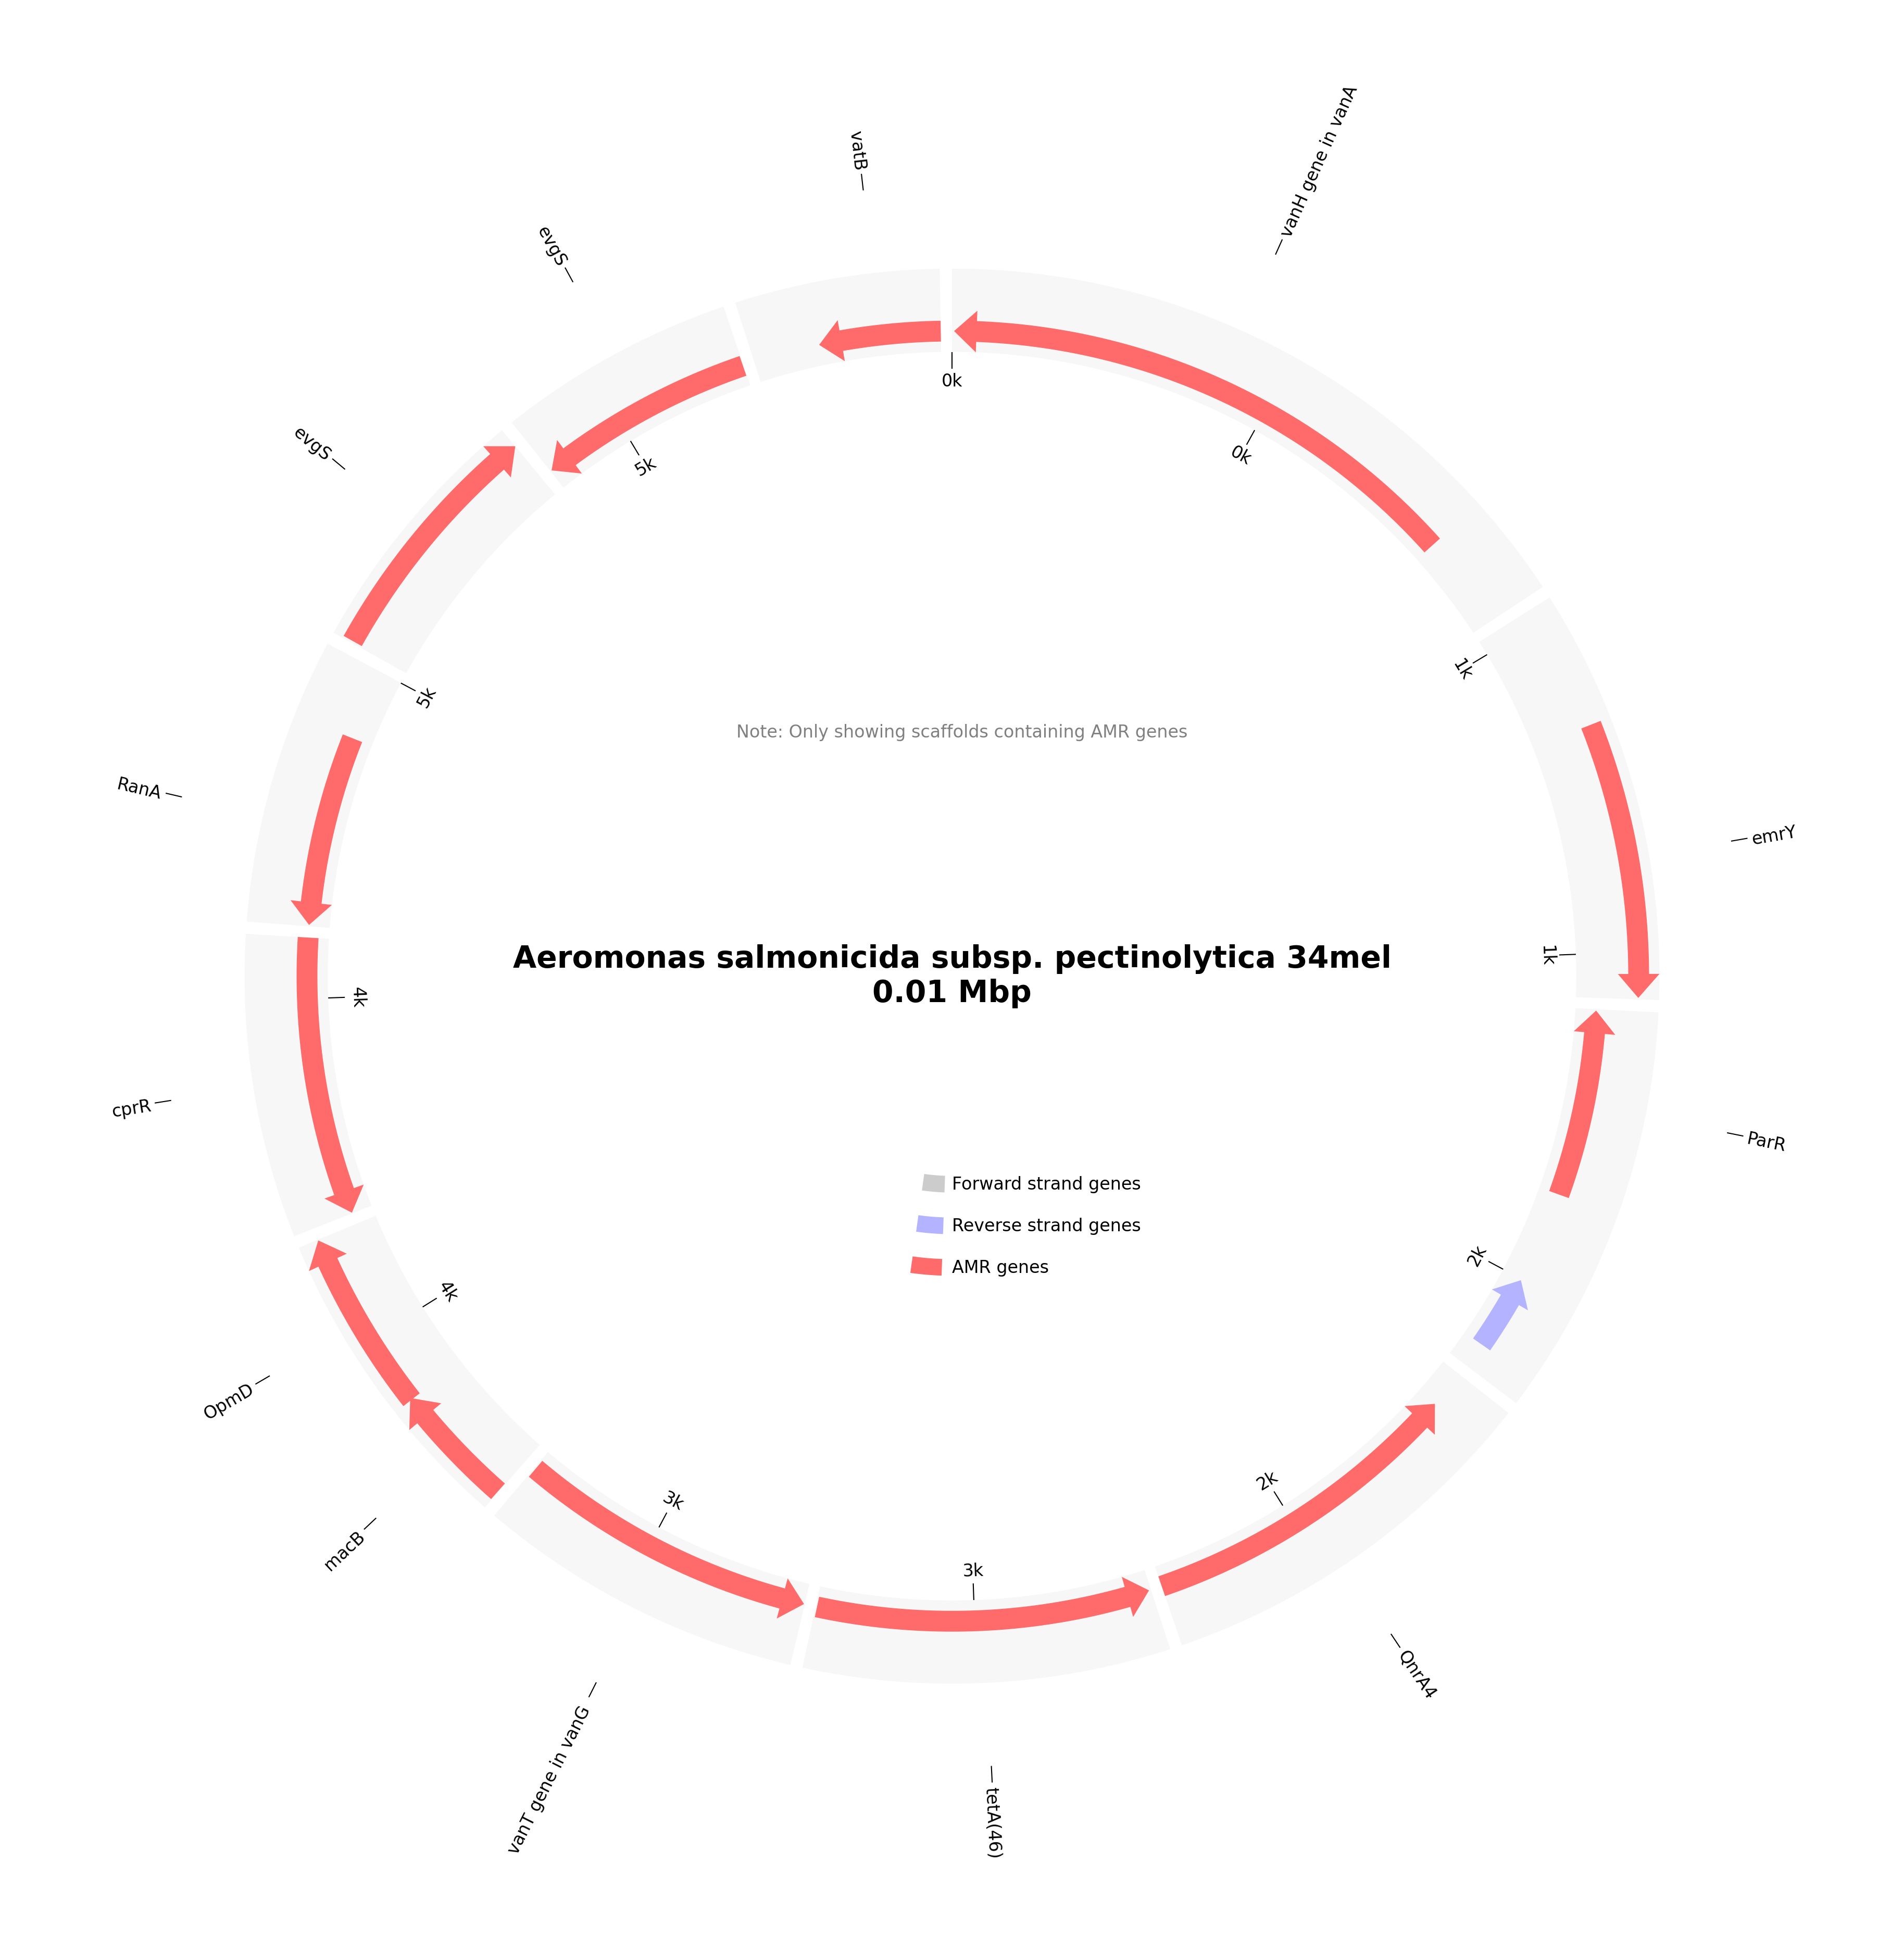 vanH gene in vanA
vatB
evgS
0k
evgS
0k
5k
1k
5k
Note: Only showing scaffolds containing AMR genes
RanA
emrY
Aeromonas salmonicida subsp. pectinolytica 34mel
0.01 Mbp
1k
4k
cprR
ParR
Forward strand genes
Reverse strand genes
AMR genes
2k
4k
OpmD
2k
3k
macB
3k
QnrA4
vanT gene in vanG
tetA(46)